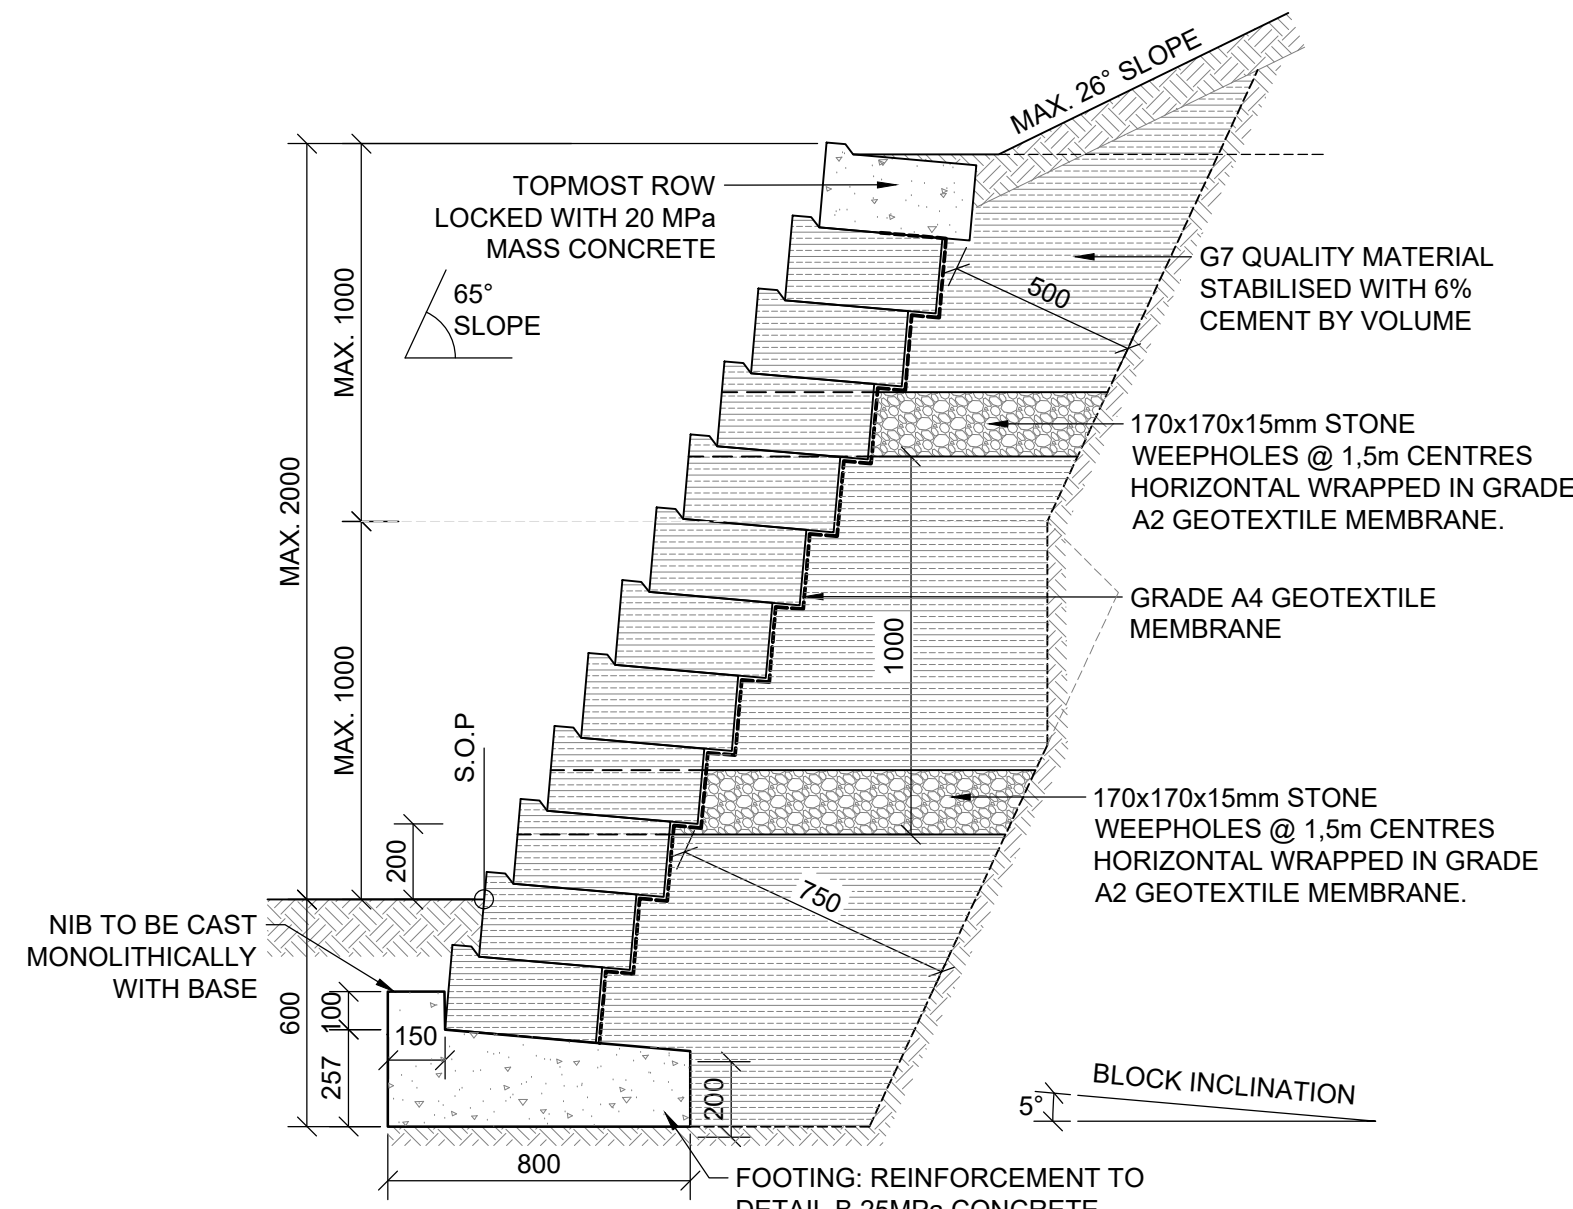 MAX. 26° SLOPE
TOPMOST ROW
LOCKED WITH 20 MPa
MASS CONCRETE
65°
SLOPE
MAX. 1000
MAX. 2000
MAX. 1000
500
G7 QUALITY MATERIAL
STABILISED WITH 6%
CEMENT BY VOLUME
170x170x15mm STONE
WEEPHOLES @ 1,5m CENTRES
HORIZONTAL WRAPPED IN GRADE
A2 GEOTEXTILE MEMBRANE.
GRADE A4 GEOTEXTILE
MEMBRANE
1000
S.O.P
170x170x15mm STONE
WEEPHOLES @ 1,5m CENTRES
HORIZONTAL WRAPPED IN GRADE
A2 GEOTEXTILE MEMBRANE.
200
750
NIB TO BE CAST
MONOLITHICALLY
WITH BASE
600
100
150
257
200
800
BLOCK INCLINATION
5°
FOOTING: REINFORCEMENT TO
DETAIL B 25MPa CONCRETE